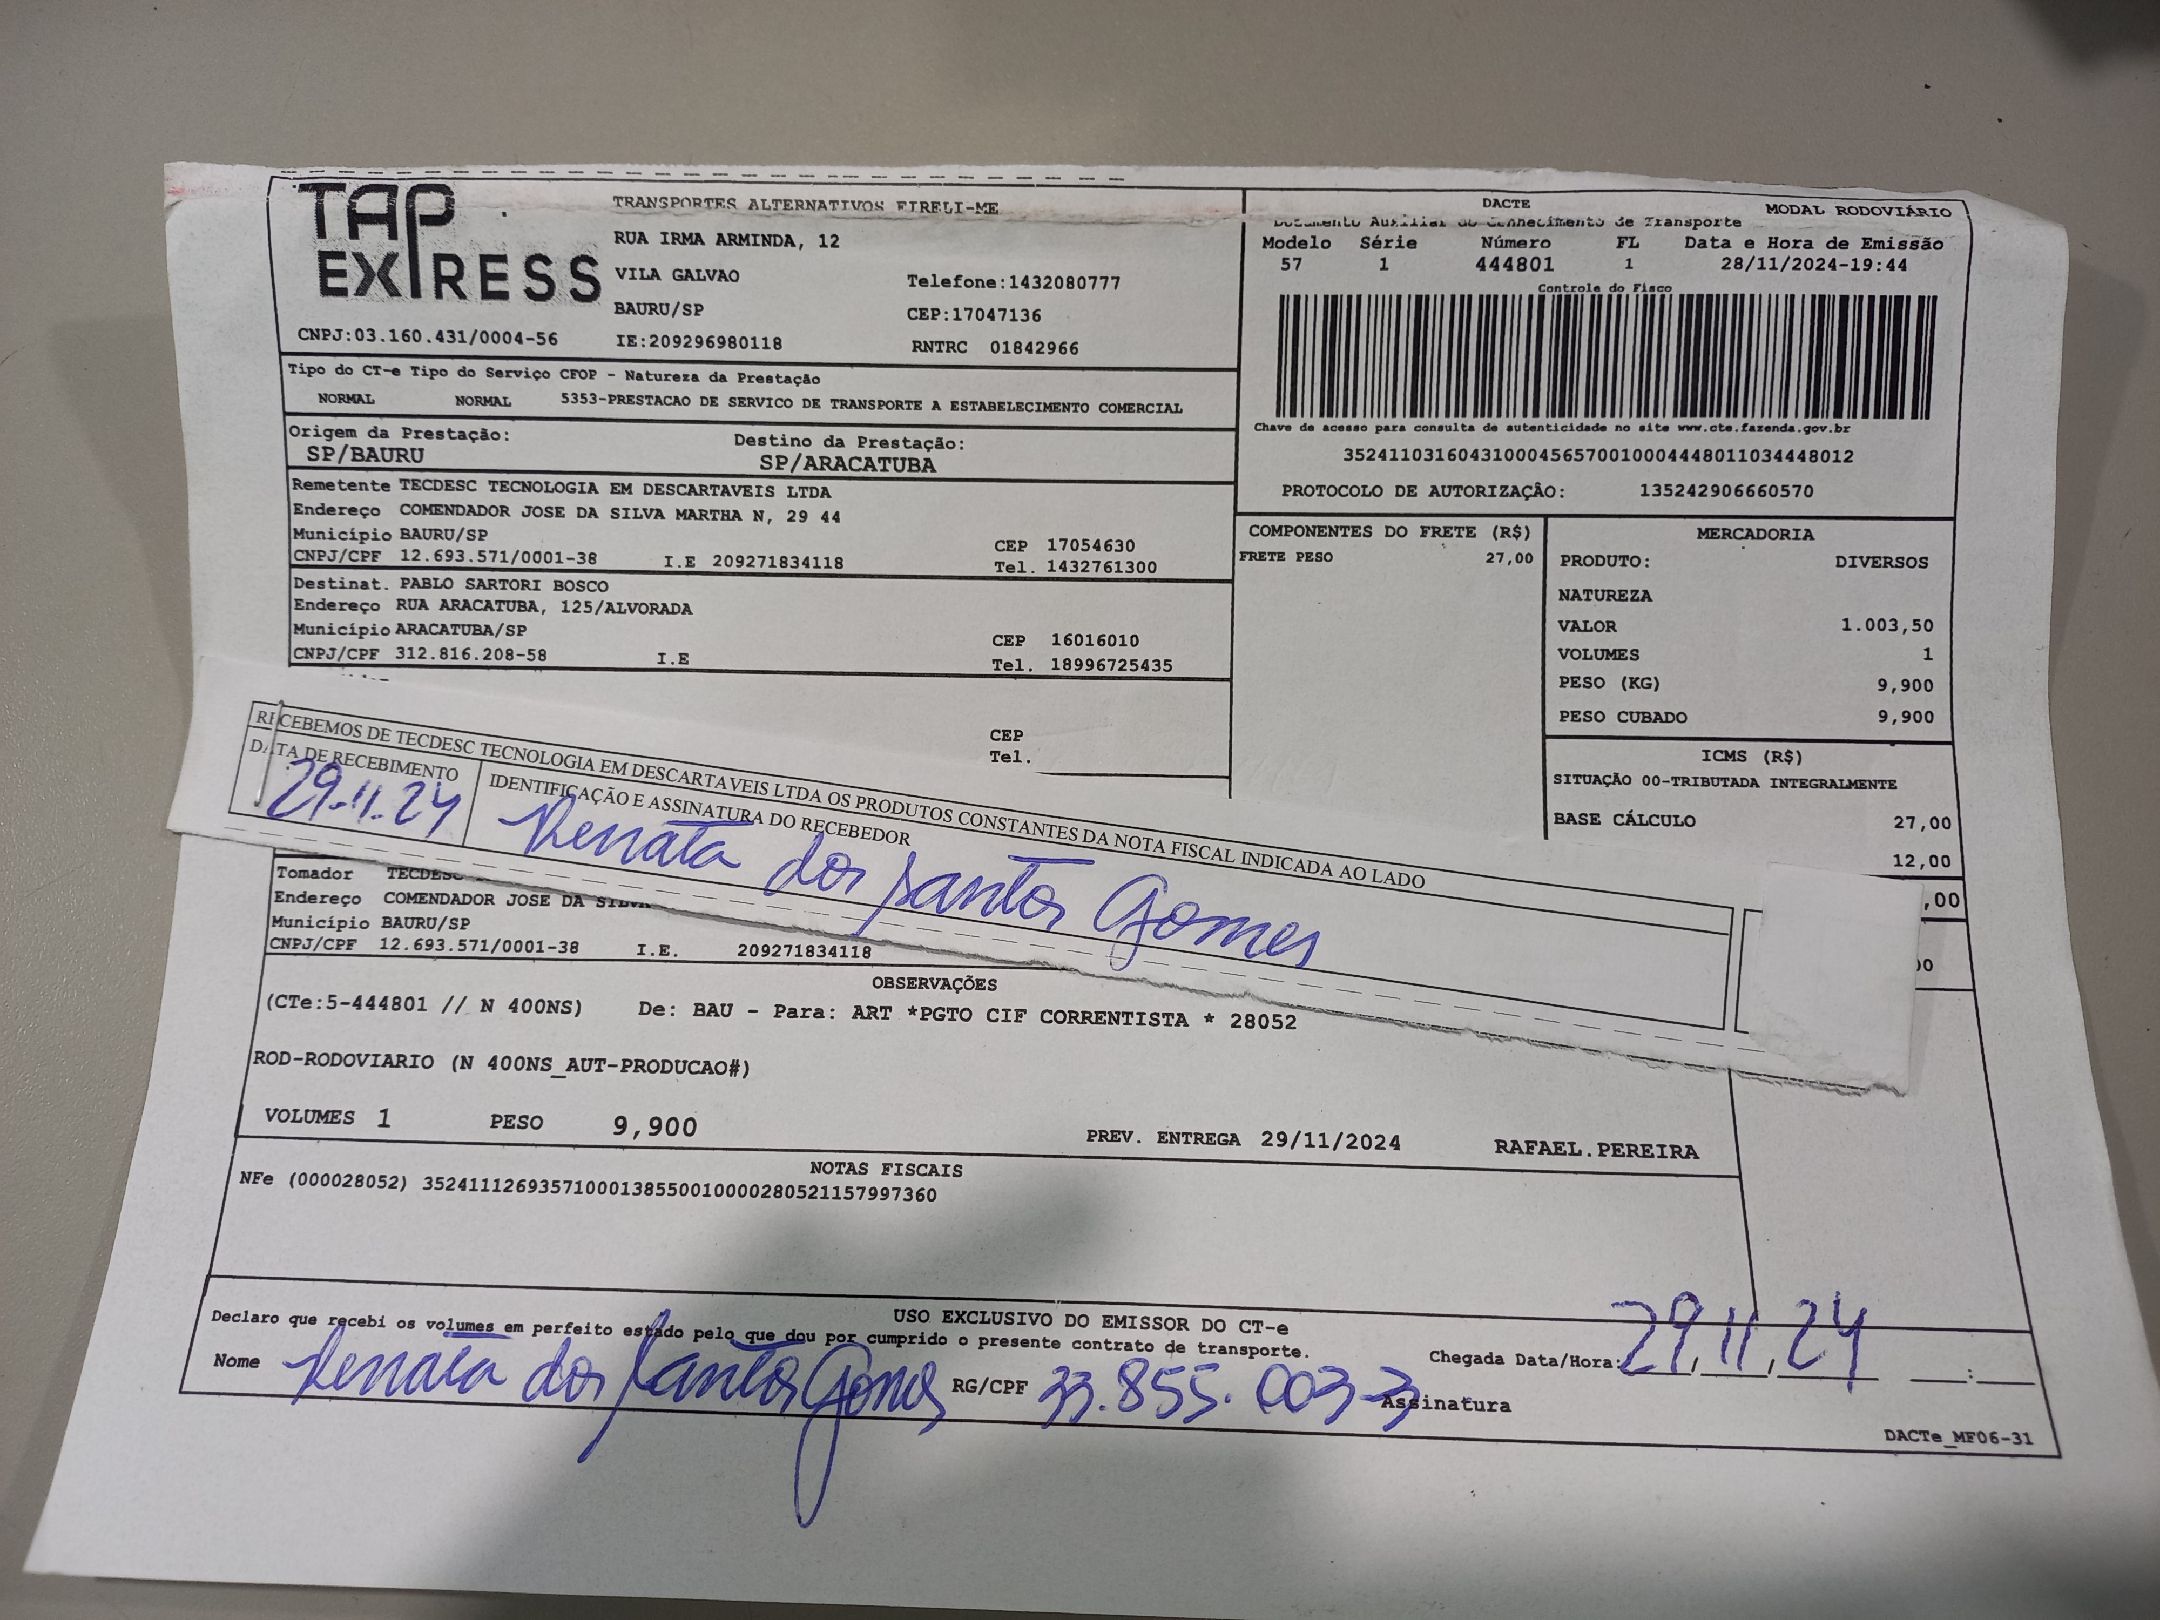 TAP EXPRESS
TRANSPORTES ALTERNATIVOS EIRELI-ME
RUA IRMA ARMINDA, 12
VILA GALVAO Telefone:1432080777
BAURU/SP CEP:17047136
CNPJ:03.160.431/0004-56 IE:209296980118 RNTRC 01842966
DACTE MODAL RODOVIÁRIO
Documento Auxiliar do Conhecimento de Transporte
Modelo Série Número FL Data e Hora de Emissão
57 1 444801 1 28/11/2024-19:44
Controle do Fisco
Chave de acesso para consulta de autenticidade no site www.cte.fazenda.gov.br
35241103160431000456570010004448011034448012
PROTOCOLO DE AUTORIZAÇÃO: 135242906660570
Tipo do CT-e Tipo do Serviço CFOP - Natureza da Prestação
NORMAL NORMAL 5353-PRESTACAO DE SERVICO DE TRANSPORTE A ESTABELECIMENTO COMERCIAL
Origem da Prestação: Destino da Prestação:
SP/BAURU SP/ARACATUBA
Remetente TECDESC TECNOLOGIA EM DESCARTAVEIS LTDA
Endereço COMENDADOR JOSE DA SILVA MARTHA N, 29 44
Município BAURU/SP CEP 17054630
CNPJ/CPF 12.693.571/0001-38 I.E 209271834118 Tel. 1432761300
Destinat. PABLO SARTORI BOSCO
Endereço RUA ARACATUBA, 125/ALVORADA
Município ARACATUBA/SP CEP 16016010
CNPJ/CPF 312.816.208-58 I.E Tel. 18996725435
CEP
Tel.
COMPONENTES DO FRETE (R$)
FRETE PESO 27,00
MERCADORIA
PRODUTO: DIVERSOS
NATUREZA
VALOR 1.003,50
VOLUMES 1
PESO (KG) 9,900
PESO CUBADO 9,900
ICMS (R$)
SITUAÇÃO 00-TRIBUTADA INTEGRALMENTE
BASE CÁLCULO 27,00
12,00
,00
00
RECEBEMOS DE TECDESC TECNOLOGIA EM DESCARTAVEIS LTDA OS PRODUTOS CONSTANTES DA NOTA FISCAL INDICADA AO LADO
DATA DE RECEBIMENTO IDENTIFICAÇÃO E ASSINATURA DO RECEBEDOR
29.11.24 Renata dos Santos Gomes
Tomador TECDESC
Endereço COMENDADOR JOSE DA SILVA
Município BAURU/SP
CNPJ/CPF 12.693.571/0001-38 I.E. 209271834118
OBSERVAÇÕES
(CTe:5-444801 // N 400NS) De: BAU - Para: ART *PGTO CIF CORRENTISTA * 28052
ROD-RODOVIARIO (N 400NS_AUT-PRODUCAO#)
VOLUMES 1 PESO 9,900 PREV. ENTREGA 29/11/2024 RAFAEL.PEREIRA
NOTAS FISCAIS
NFe (000028052) 35241112693571000138550010000280521157997360
USO EXCLUSIVO DO EMISSOR DO CT-e
Declaro que recebi os volumes em perfeito estado pelo que dou por cumprido o presente contrato de transporte.
Chegada Data/Hora: 29,11,24 :
Nome Renata dos Santos Gomes RG/CPF 33.855.003-3 Assinatura
DACTe_MF06-31